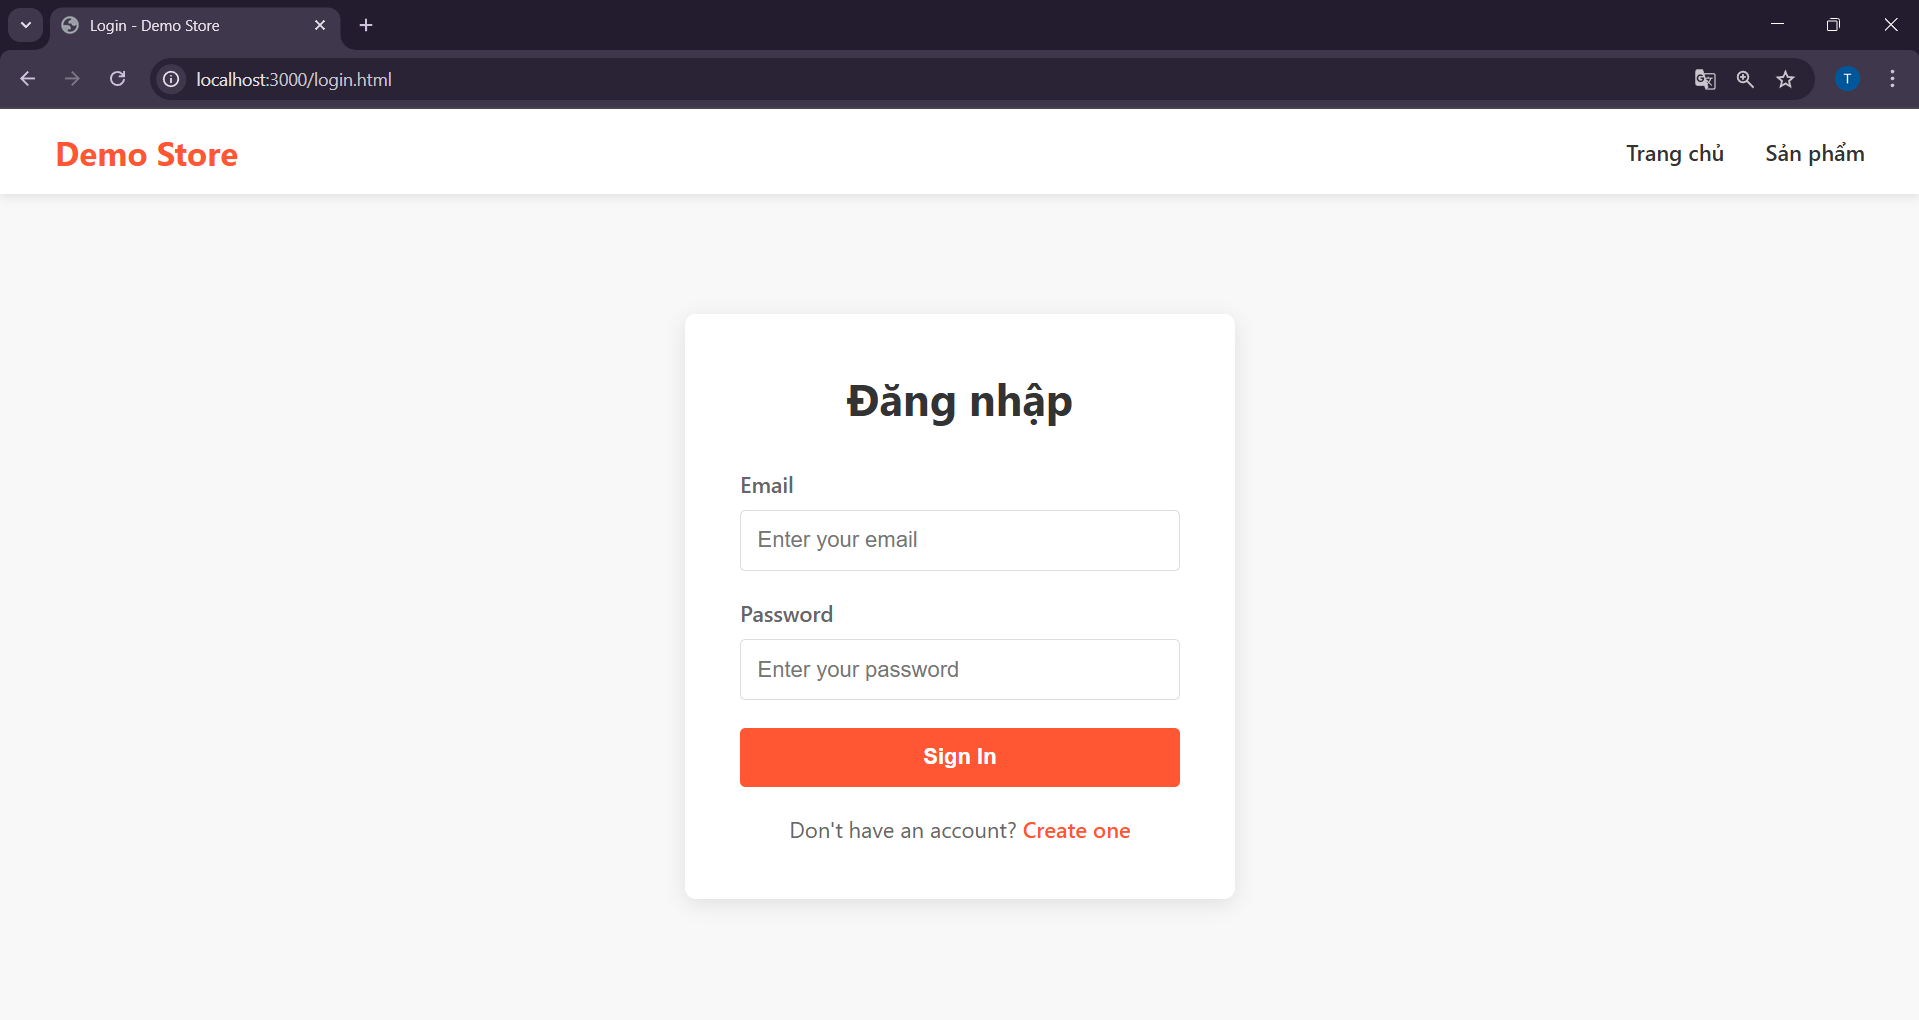 Login - Demo Store
localhost:3000/login.html
T
Demo Store
Trang chủ Sản phẩm
Đăng nhập
Email
Enter your email
Password
Enter your password
Sign In
Don't have an account? Create one